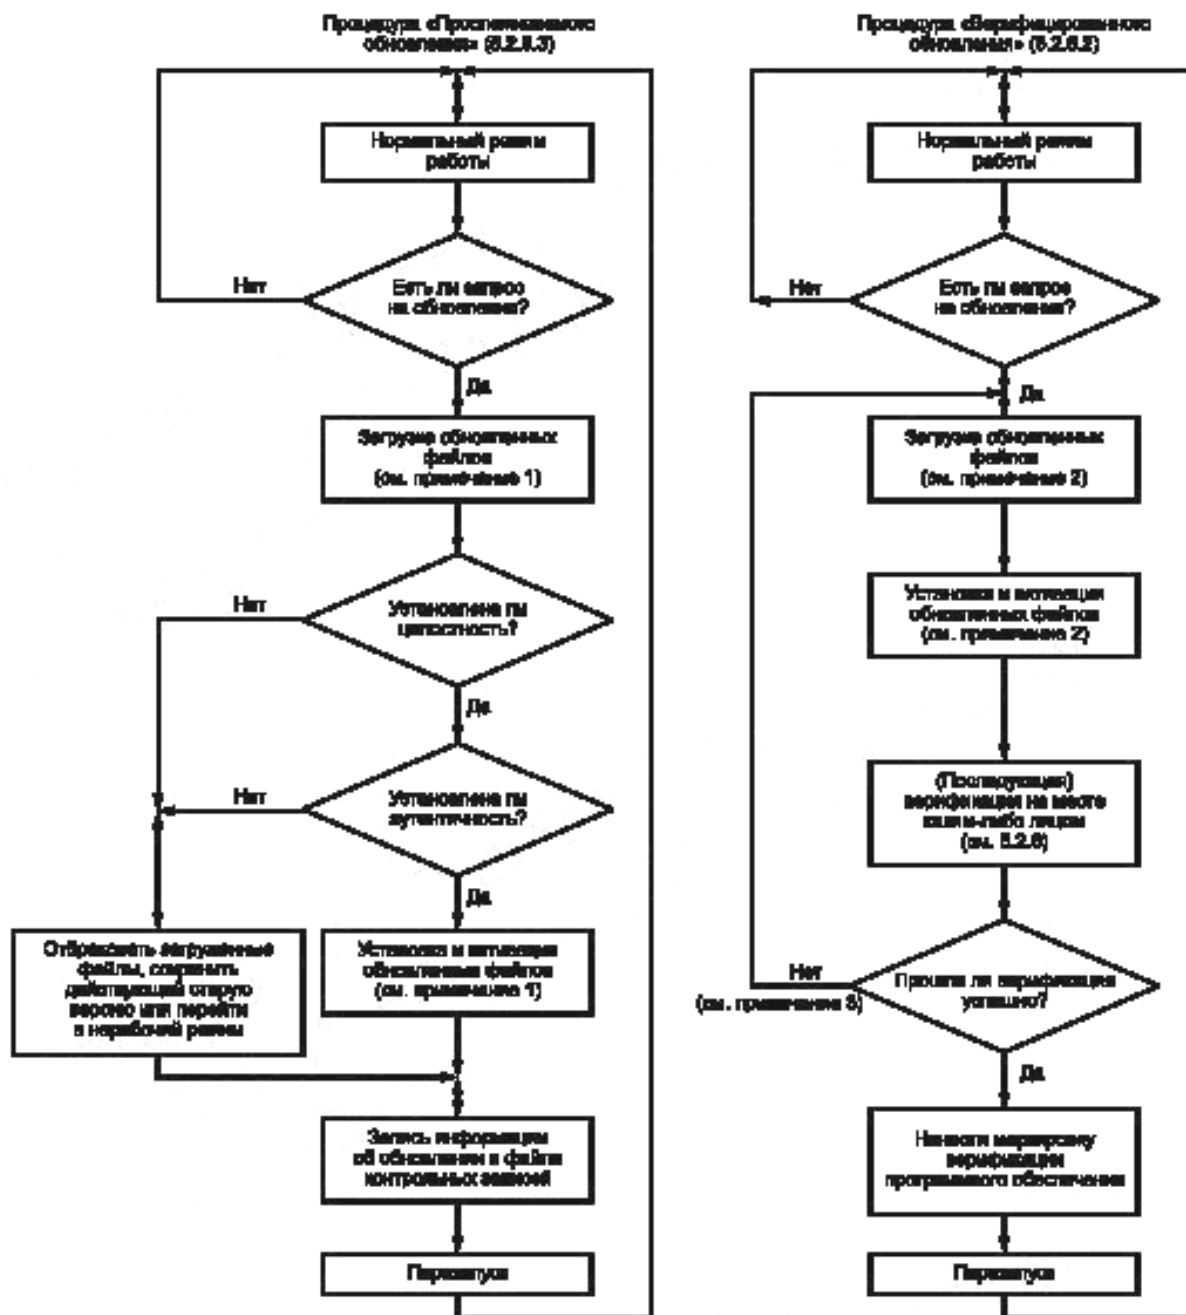 Процедура «Прослеживаемого
обновления» (5.2.6.3)
Нормальный режим
работы
Есть ли запрос
на обновления?
Нет
Да
Загрузка обновленных
файлов
(см. примечание 1)
Установлена ли
целостность?
Нет
Да
Установлена ли
аутентичность?
Нет
Да
Отбраковать загруженные
файлы, сохранить
действующей старую
версию или перейти
в нерабочий режим
Установка и активация
обновленных файлов
(см. примечание 1)
Запись информации
об обновлении в файле
контрольных записей
Перезапуск
Процедура «Верифицированного
обновления» (5.2.6.2)
Нормальный режим
работы
Есть ли запрос
на обновления?
Нет
Да
Загрузка обновленных
файлов
(см. примечание 2)
Установка и активация
обновленных файлов
(см. примечание 2)
(Последующая)
верификация на месте
каким-либо лицом
(см. 5.2.6)
Прошла ли верификация
успешно?
Нет
(см. примечание 3)
Да
Нанести маркировку
верификации
программного обеспечения
Перезапуск